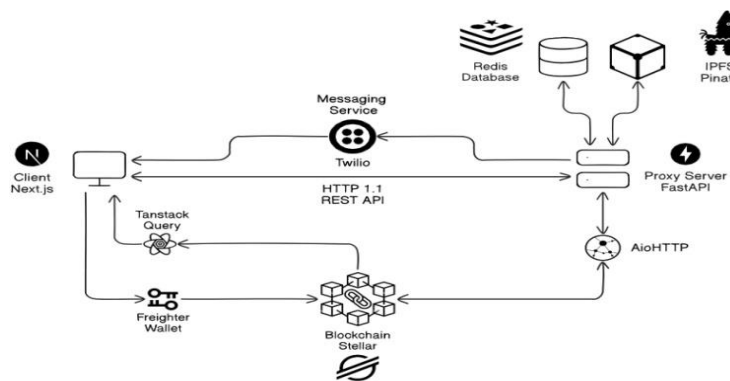 Redis
Database
IPFS
Messaging
Service
Twilio
Client
Next.js
HTTP 1.1
REST API
Proxy Server
FastAPI
Tanstack
Query
AioHTTP
Freighter
Wallet
Blockchain
Stellar